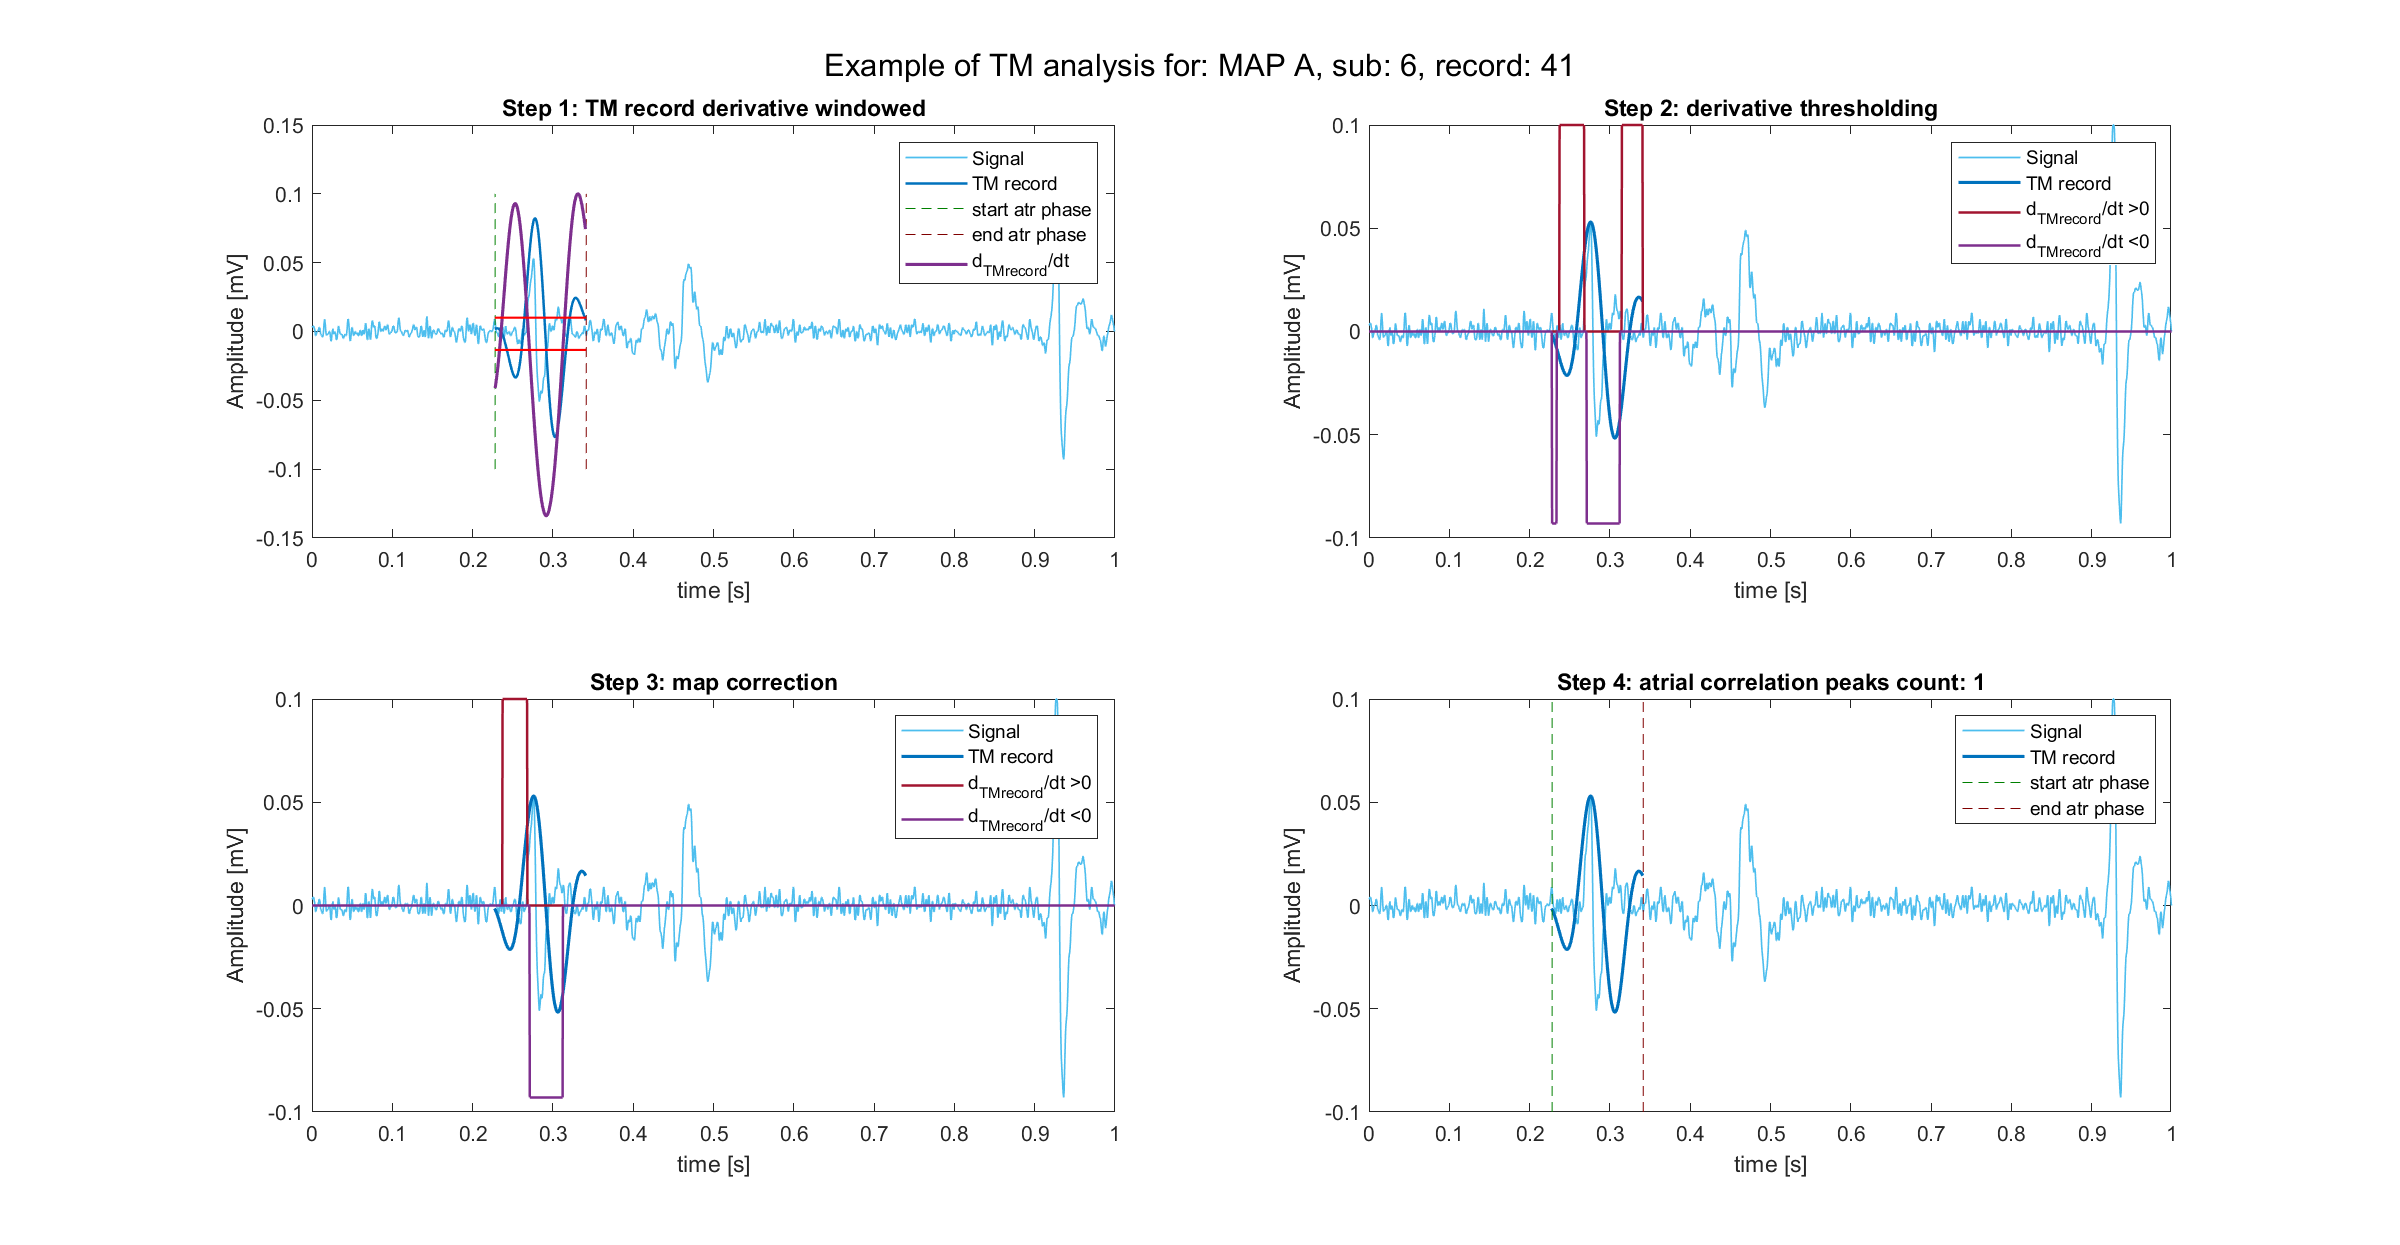 Example of TM analysis for: MAP A, sub: 6, record: 41
Step 1: TM record derivative windowed
0.15
0.1
0.05
0
-0.05
-0.1
-0.15
Amplitude [mV]
Signal
TM record
start atr phase
end atr phase
dTMrecord/dt
0 0.1 0.2 0.3 0.4 0.5 0.6 0.7 0.8 0.9 1
time [s]
Step 2: derivative thresholding
0.1
0.05
0
-0.05
-0.1
Amplitude [mV]
Signal
TM record
dTMrecord/dt >0
dTMrecord/dt <0
0 0.1 0.2 0.3 0.4 0.5 0.6 0.7 0.8 0.9 1
time [s]
Step 3: map correction
0.1
0.05
0
-0.05
-0.1
Amplitude [mV]
Signal
TM record
dTMrecord/dt >0
dTMrecord/dt <0
0 0.1 0.2 0.3 0.4 0.5 0.6 0.7 0.8 0.9 1
time [s]
Step 4: atrial correlation peaks count: 1
0.1
0.05
0
-0.05
-0.1
Amplitude [mV]
Signal
TM record
start atr phase
end atr phase
0 0.1 0.2 0.3 0.4 0.5 0.6 0.7 0.8 0.9 1
time [s]